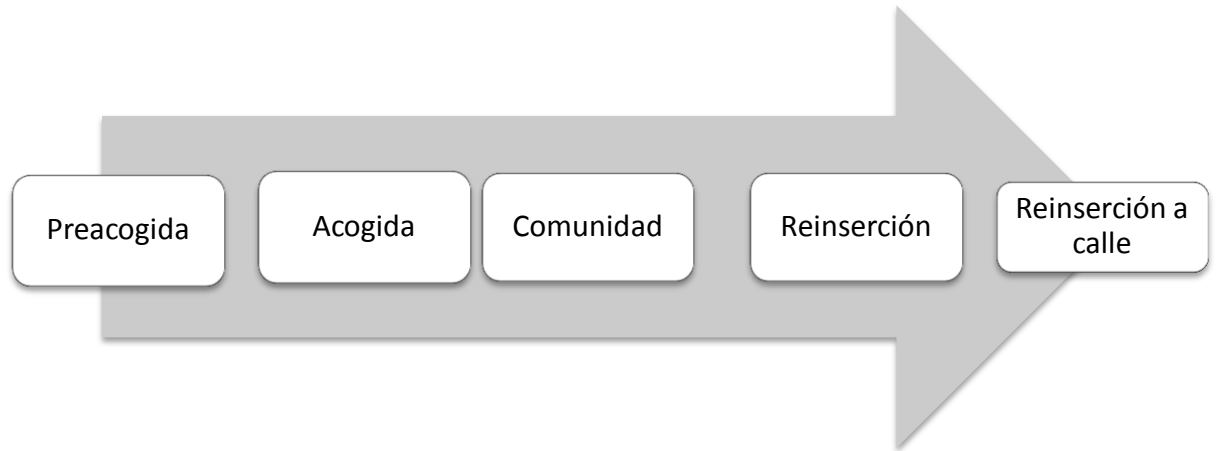 Preacogida
Acogida
Comunidad
Reinserción
Reinserción a
calle